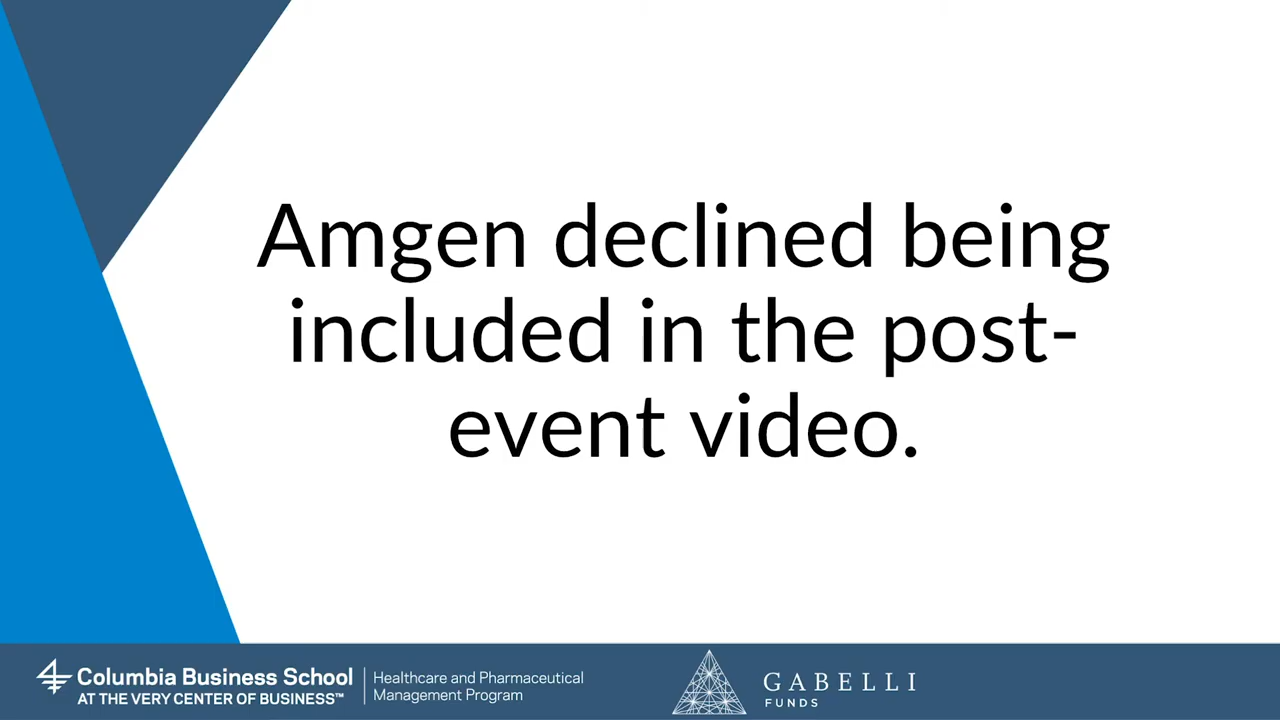 Amgen declined being
included in the post-
event video.
Columbia Business School
AT THE VERY CENTER OF BUSINESS™
Healthcare and Pharmaceutical
Management Program
GABELLI
FUNDS